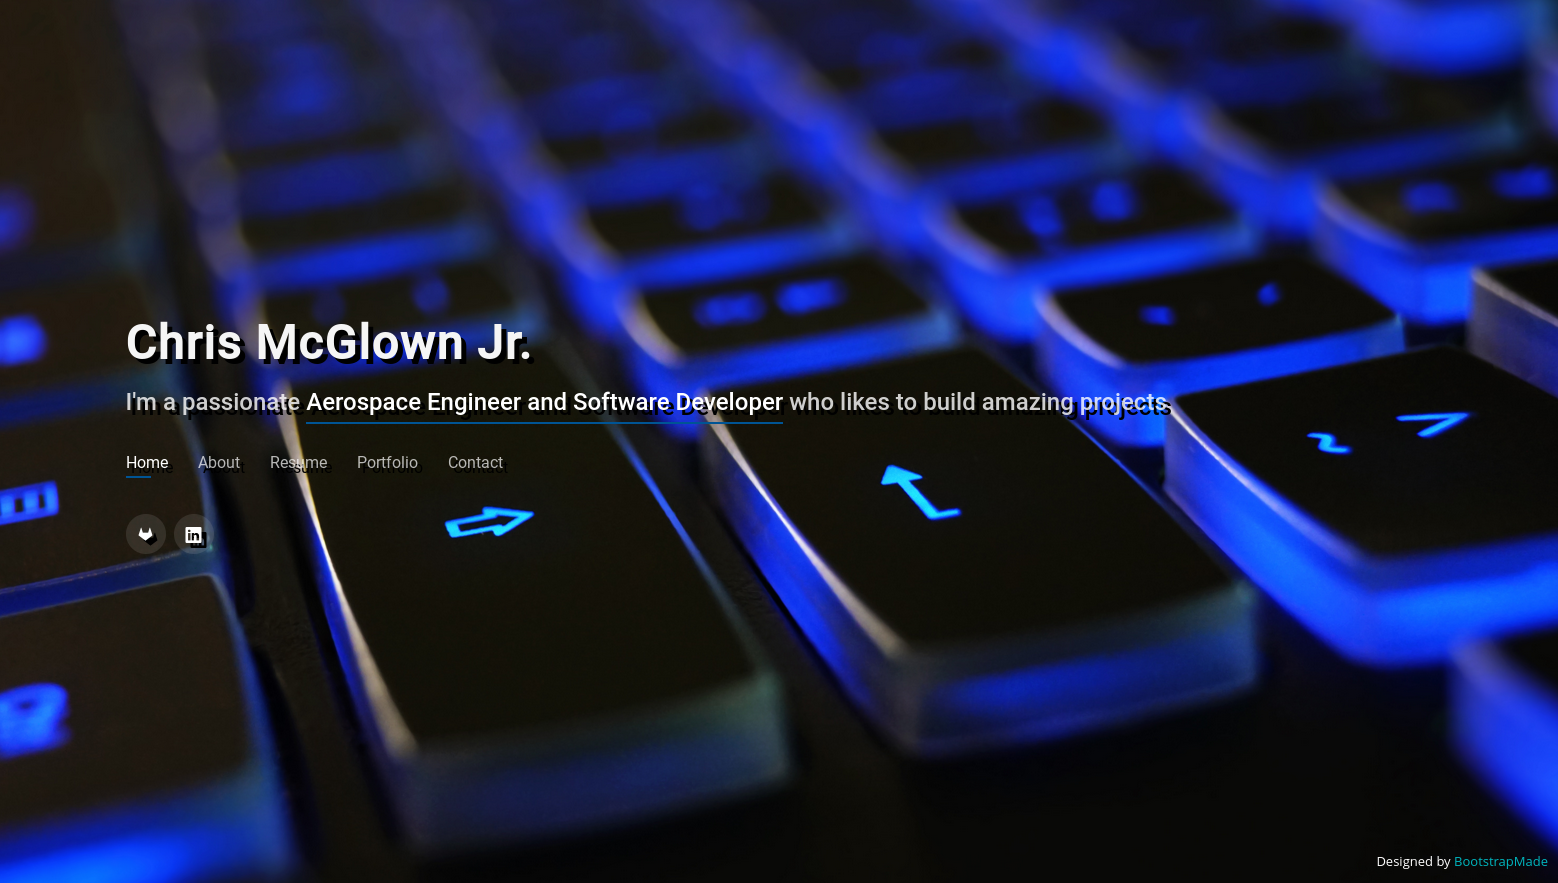 Chris McGlown Jr.
I'm a passionate Aerospace Engineer and Software Developer who likes to build amazing projects.
Home About Resume Portfolio Contact
in
Designed by BootstrapMade